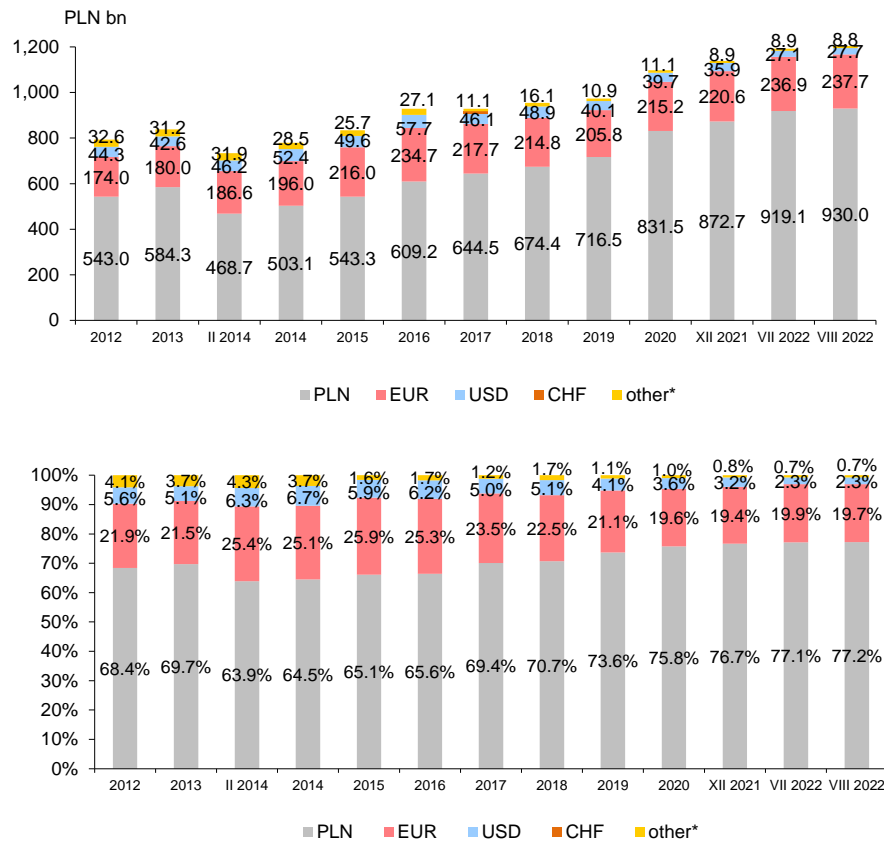 PLN bn
1,200
1,000
800
600
400
200
0
32.6 31.2 31.9 28.5 25.7 27.1 11.1 16.1 10.9 11.1 8.9 8.9 8.8
44.3 42.6 46.2 52.4 49.6 57.7 46.1 48.9 40.1 39.7 35.9 27.1 27.7
174.0 180.0 186.6 196.0 216.0 234.7 217.7 214.8 205.8 215.2 220.6 236.9 237.7
543.0 584.3 468.7 503.1 543.3 609.2 644.5 674.4 716.5 831.5 872.7 919.1 930.0
2012 2013 II 2014 2014 2015 2016 2017 2018 2019 2020 XII 2021 VII 2022 VIII 2022
PLN EUR USD CHF other*
100%
90%
80%
70%
60%
50%
40%
30%
20%
10%
0%
4.1% 3.7% 4.3% 3.7% 1.6% 1.7% 1.2% 1.7% 1.1% 1.0% 0.8% 0.7% 0.7%
5.6% 5.1% 6.3% 6.7% 5.9% 6.2% 5.0% 5.1% 4.1% 3.6% 3.2% 2.3% 2.3%
21.9% 21.5% 25.4% 25.1% 25.9% 25.3% 23.5% 22.5% 21.1% 19.6% 19.4% 19.9% 19.7%
68.4% 69.7% 63.9% 64.5% 65.1% 65.6% 69.4% 70.7% 73.6% 75.8% 76.7% 77.1% 77.2%
2012 2013 II 2014 2014 2015 2016 2017 2018 2019 2020 XII 2021 VII 2022 VIII 2022
PLN EUR USD CHF other*